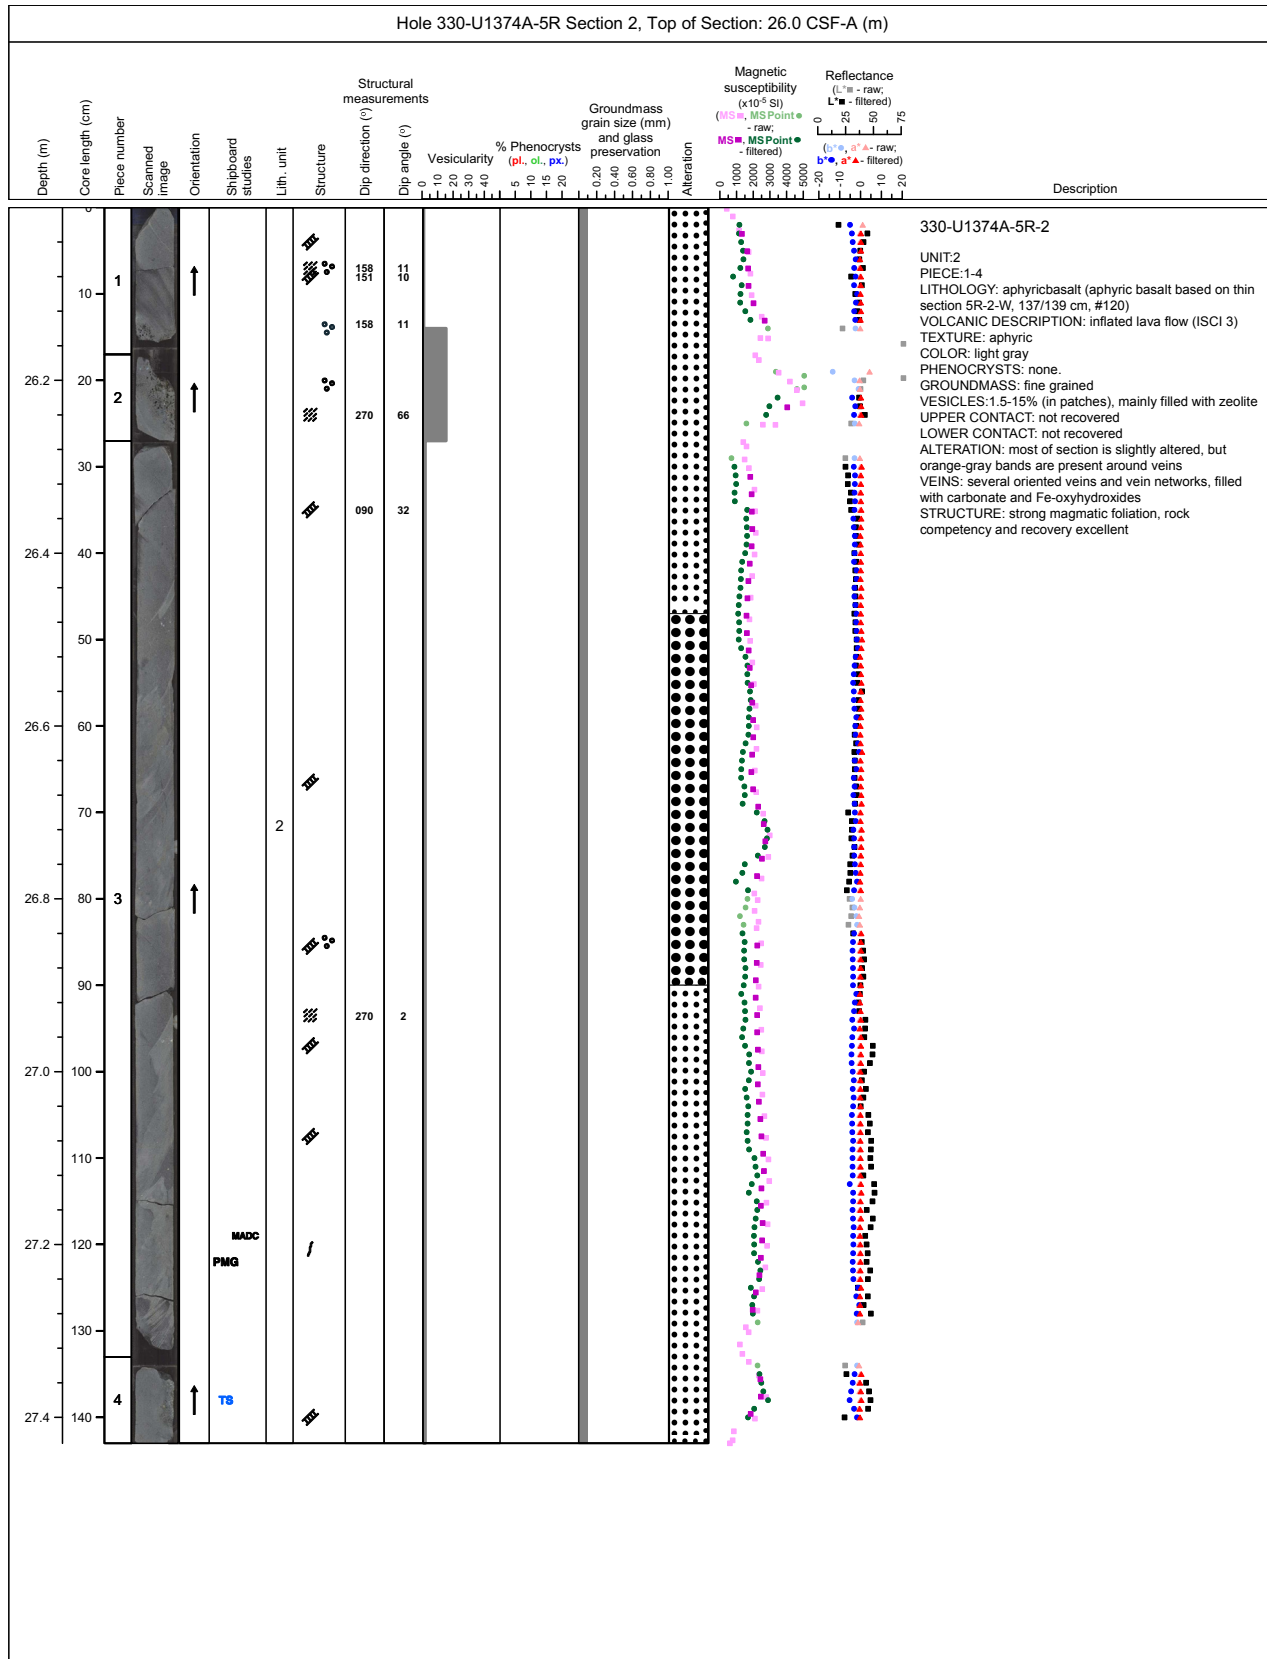 Hole 330-U1374A-5R Section 2, Top of Section: 26.0 CSF-A (m)
Depth (m)
Core length (cm)
Piece number
Scanned
image
Orientation
Shipboard
studies
Lith. unit
Structure
Structural
measurements
Dip direction (°)
Dip angle (°)
Vesicularity
0 10 20 30 40
% Phenocrysts
(pl., ol., px.)
5 10 15 20
Groundmass
grain size (mm)
and glass
preservation
0.20 0.40 0.60 0.80 1.00
Alteration
Magnetic
susceptibility
(x10-5 SI)
(MS, MSPoint
- raw;
MS, MSPoint
- filtered)
0 1000 2000 3000 4000 5000
Reflectance
(L* - raw;
L* - filtered)
0 25 50 75
(b*, a* - raw;
b*, a* - filtered)
-20 -10 0 10 20
Description
0
10
26.2
20
30
26.4
40
50
26.6
60
70
26.8
80
90
27.0
100
110
27.2
120
130
27.4
140
1
2
3
4
MADC
PMG
TS
2
158 11
151 10
158 11
270 66
090 32
270 2
330-U1374A-5R-2
UNIT:2
PIECE:1-4
LITHOLOGY: aphyricbasalt (aphyric basalt based on thin
section 5R-2-W, 137/139 cm, #120)
VOLCANIC DESCRIPTION: inflated lava flow (ISCI 3)
TEXTURE: aphyric
COLOR: light gray
PHENOCRYSTS: none.
GROUNDMASS: fine grained
VESICLES:1.5-15% (in patches), mainly filled with zeolite
UPPER CONTACT: not recovered
LOWER CONTACT: not recovered
ALTERATION: most of section is slightly altered, but
orange-gray bands are present around veins
VEINS: several oriented veins and vein networks, filled
with carbonate and Fe-oxyhydroxides
STRUCTURE: strong magmatic foliation, rock
competency and recovery excellent